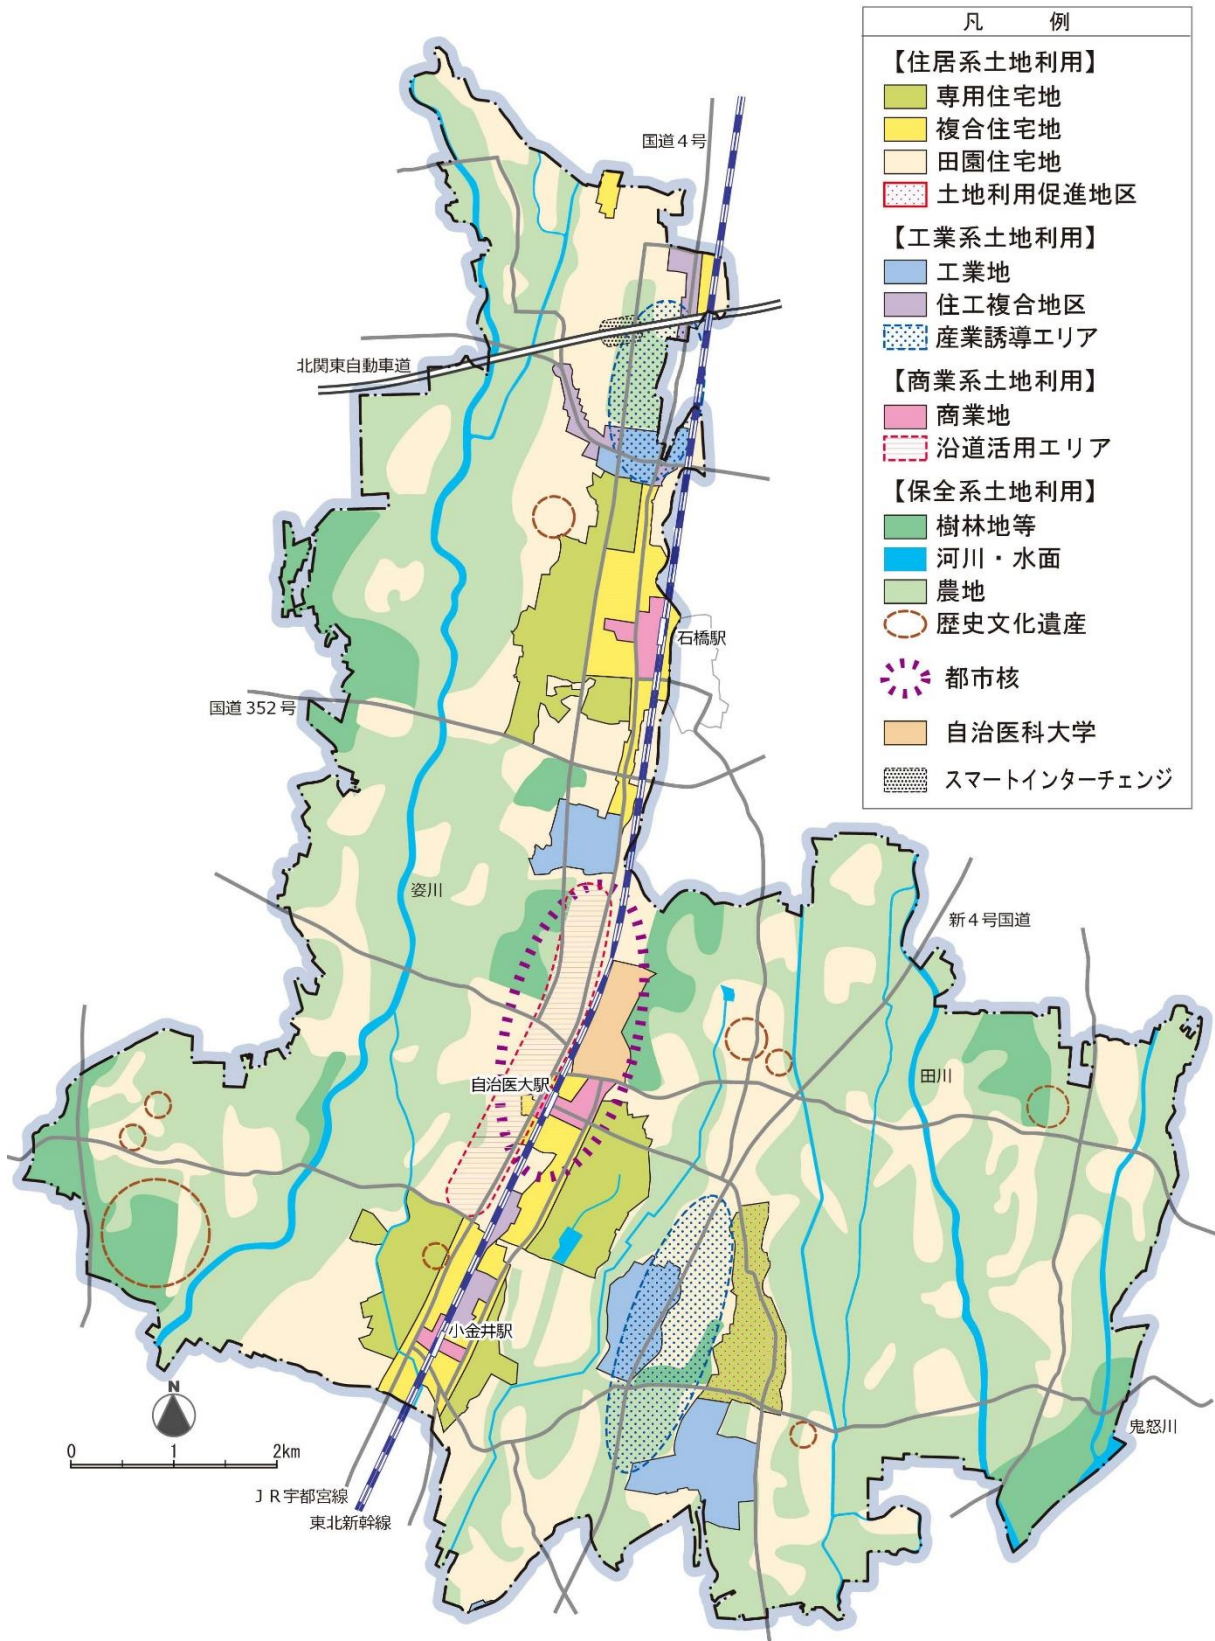 凡　例
【住居系土地利用】
専用住宅地
複合住宅地
田園住宅地
土地利用促進地区
【工業系土地利用】
工業地
住工複合地区
産業誘導エリア
【商業系土地利用】
商業地
沿道活用エリア
【保全系土地利用】
樹林地等
河川・水面
農地
歴史文化遺産
都市核
自治医科大学
スマートインターチェンジ
国道4号
北関東自動車道
石橋駅
国道352号
姿川
新4号国道
自治医大駅
田川
小金井駅
鬼怒川
N
0 1 2km
JR宇都宮線
東北新幹線